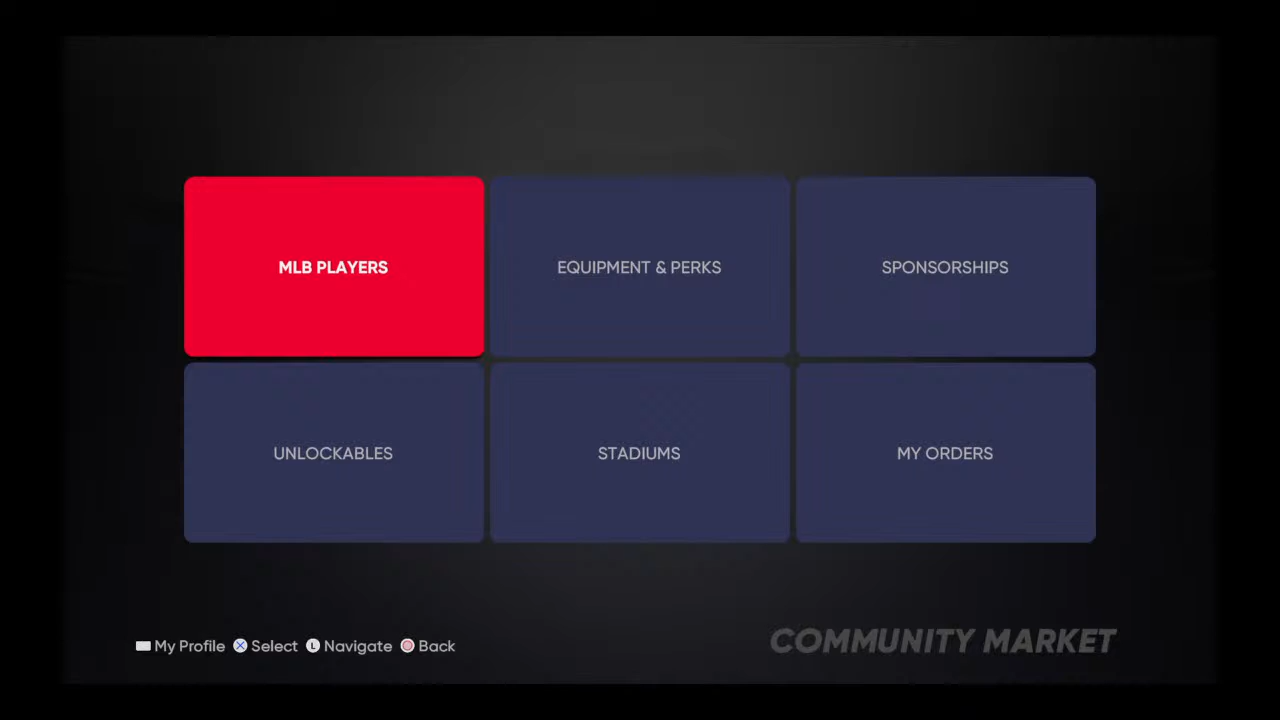 MLB PLAYERS
EQUIPMENT & PERKS
SPONSORSHIPS
UNLOCKABLES
STADIUMS
MY ORDERS
My Profile Select L Navigate Back
COMMUNITY MARKET